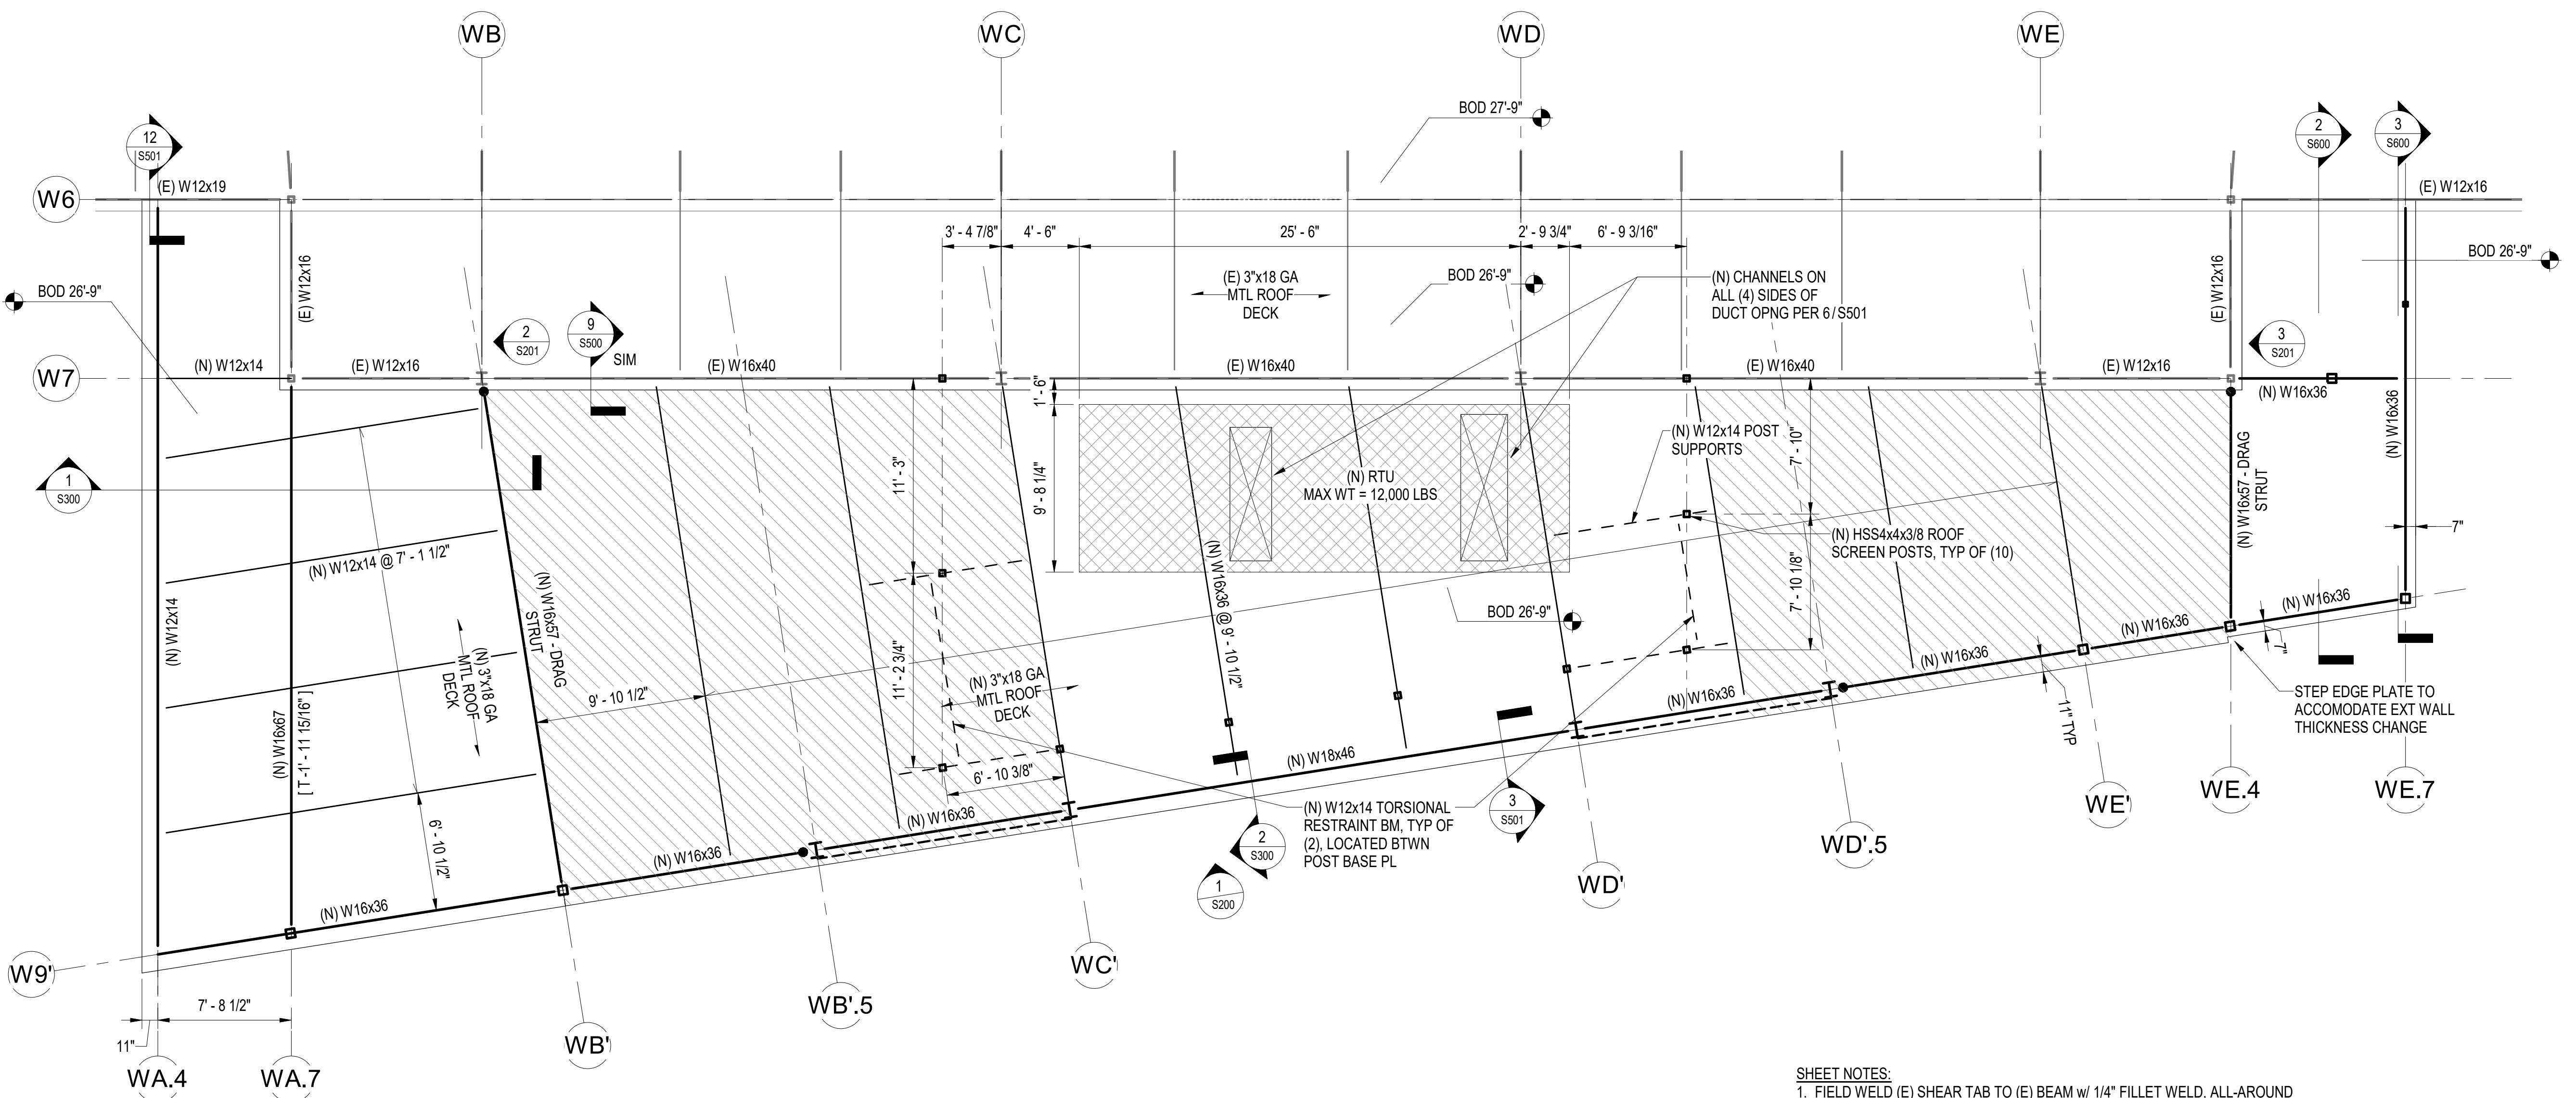 WB
WC
WD
WE
BOD 27'-9"
12
S501
2
S600
3
S600
W6
(E) W12x19
(E) W12x16
3' - 4 7/8"
4' - 6"
25' - 6"
2' - 9 3/4"
6' - 9 3/16"
(E) W12x16
(E) W12x16
BOD 26'-9"
(E) 3"x18 GA
MTL ROOF
DECK
BOD 26'-9"
(N) CHANNELS ON
ALL (4) SIDES OF
DUCT OPNG PER 6/S501
BOD 26'-9"
2
S201
9
S500
SIM
3
S201
W7
(N) W12x14
(E) W12x16
(E) W16x40
(E) W16x40
(E) W16x40
(E) W12x16
(N) W16x36
1'- 6"
(N) W16x36
1
S300
11' - 3"
9' - 8 1/4"
(N) RTU
MAX WT = 12,000 LBS
(N) W12x14 POST
SUPPORTS
7' - 10"
(N) W16x57 - DRAG
STRUT
7"
(N) W12x14 @ 7' - 1 1/2"
(N) W16x57 - DRAG
STRUT
(N) W16x36 @ 9' - 10 1/2"
(N) HSS4x4x3/8 ROOF
SCREEN POSTS, TYP OF (10)
7' - 10 1/8"
BOD 26'-9"
(N) W12x14
(N) W16x67
[ T -1' - 11 15/16" ]
(N) 3"x18 GA
MTL ROOF
DECK
9' - 10 1/2"
11' - 2 3/4"
(N) 3"x18 GA
MTL ROOF
DECK
6' - 10 3/8"
(N) W16x36
(N) W16x36
7"
(N) W16x36
(N) W16x36
11" TYP
STEP EDGE PLATE TO
ACCOMODATE EXT WALL
THICKNESS CHANGE
(N) W18x46
(N) W16x36
(N) W16x36
(N) W16x36
6' - 10 1/2"
(N) W12x14 TORSIONAL
RESTRAINT BM, TYP OF
(2), LOCATED BTWN
POST BASE PL
3
S501
2
S300
1
S200
WE.4
WE.7
WE'
WD'.5
WD'
WC'
WB'.5
WB'
W9'
7' - 8 1/2"
11"
WA.4
WA.7
SHEET NOTES:
1. FIELD WELD (E) SHEAR TAB TO (E) BEAM w/ 1/4" FILLET WELD, ALL-AROUND